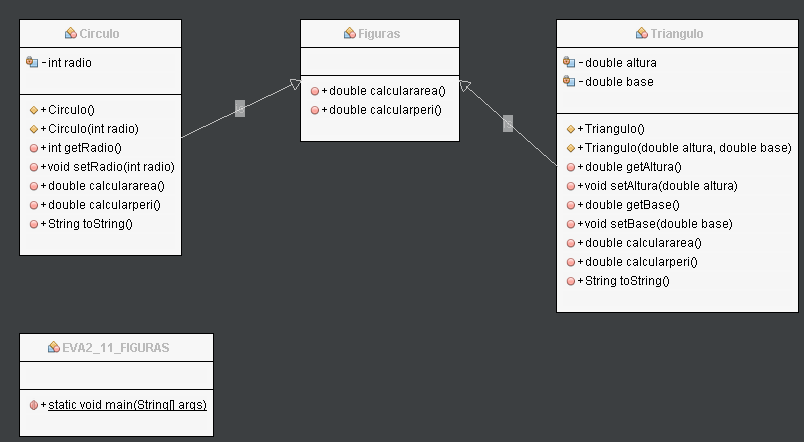 Circulo
- int radio
+ Circulo()
+ Circulo(int radio)
+ int getRadio()
+ void setRadio(int radio)
+ double calculararea()
+ double calcularperi()
+ String toString()
Figuras
+ double calculararea()
+ double calcularperi()
Triangulo
- double altura
- double base
+ Triangulo()
+ Triangulo(double altura, double base)
+ double getAltura()
+ void setAltura(double altura)
+ double getBase()
+ void setBase(double base)
+ double calculararea()
+ double calcularperi()
+ String toString()
EVA2_11_FIGURAS
+ static void main(String[] args)